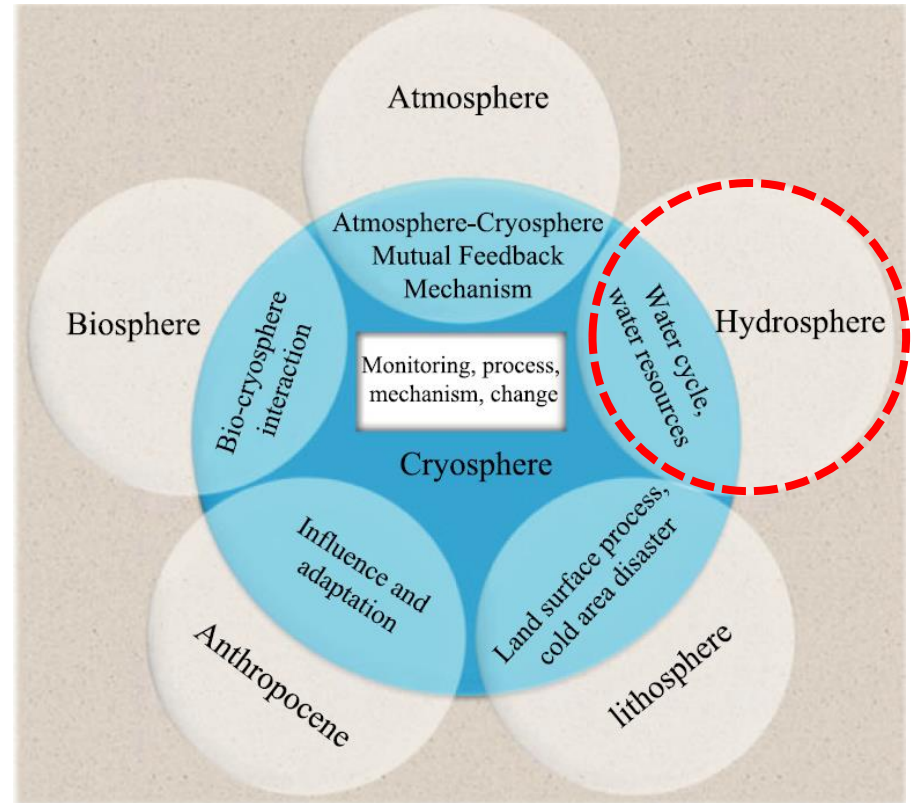 Atmosphere
Atmosphere-Cryosphere
Mutual Feedback
Mechanism
Biosphere
Bio-cryosphere
interaction
Monitoring, process,
mechanism, change
Water cycle,
water resources
Hydrosphere
Cryosphere
Influence and
adaptation
Anthropocene
Land surface process,
cold area disaster
lithosphere